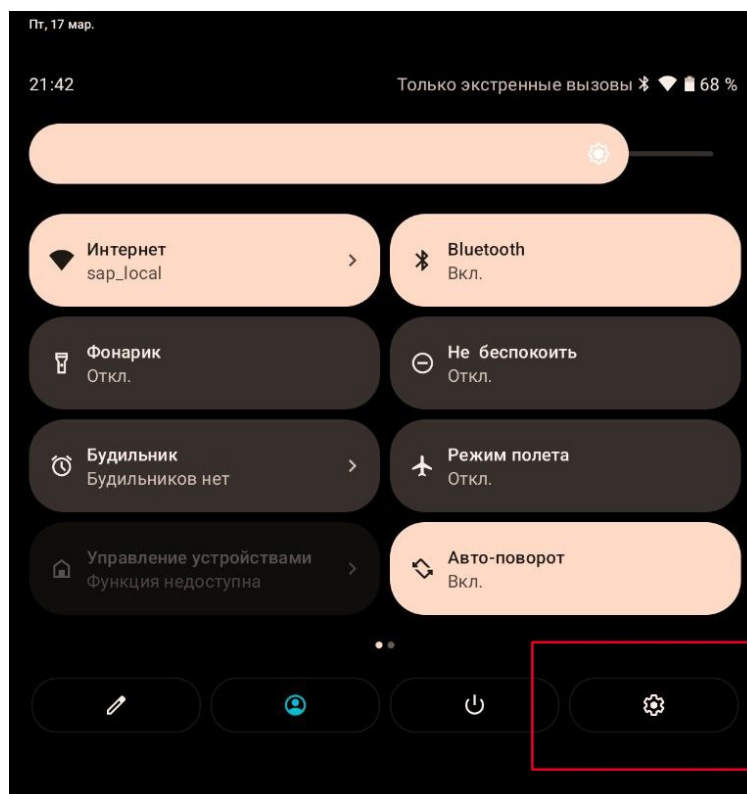 Пт, 17 мар.
21:42
Только экстренные вызовы 68 %
Интернет
sap_local
Bluetooth
Вкл.
Фонарик
Откл.
Не беспокоить
Откл.
Будильник
Будильников нет
Режим полета
Откл.
Управление устройствами
Функция недоступна
Авто-поворот
Вкл.